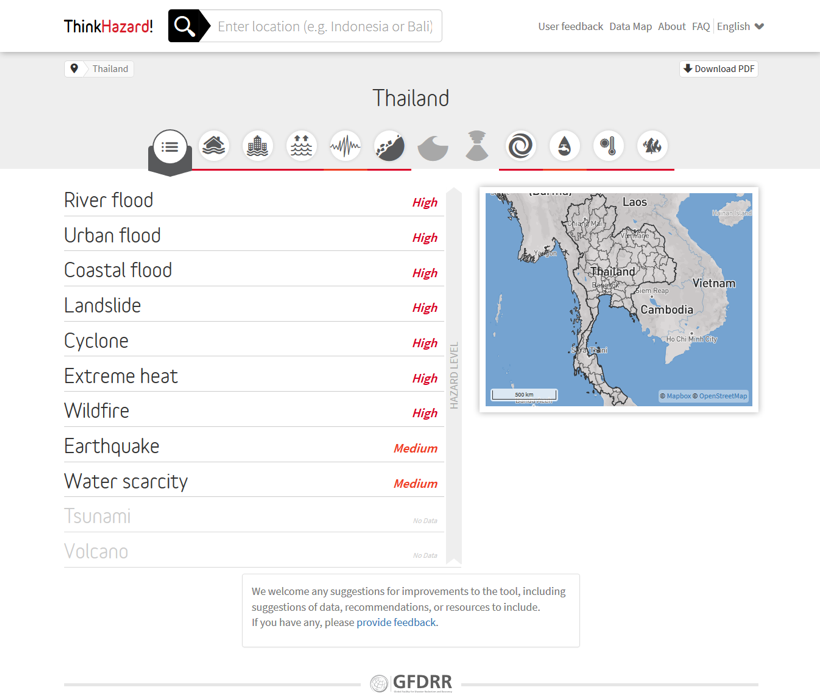 ThinkHazard!
Enter location (e.g. Indonesia or Bali)
User feedback Data Map About FAQ English
Thailand
Download PDF
Thailand
River flood High
Urban flood High
Coastal flood High
Landslide High
Cyclone High
Extreme heat High
Wildfire High
Earthquake Medium
Water scarcity Medium
Tsunami No Data
Volcano No Data
HAZARD LEVEL
Laos
Thailand
Vietnam
Siem Reap
Cambodia
Ho Chi Minh City
500 km
© Mapbox © OpenStreetMap
We welcome any suggestions for improvements to the tool, including
suggestions of data, recommendations, or resources to include.
If you have any, please provide feedback.
GFDRR